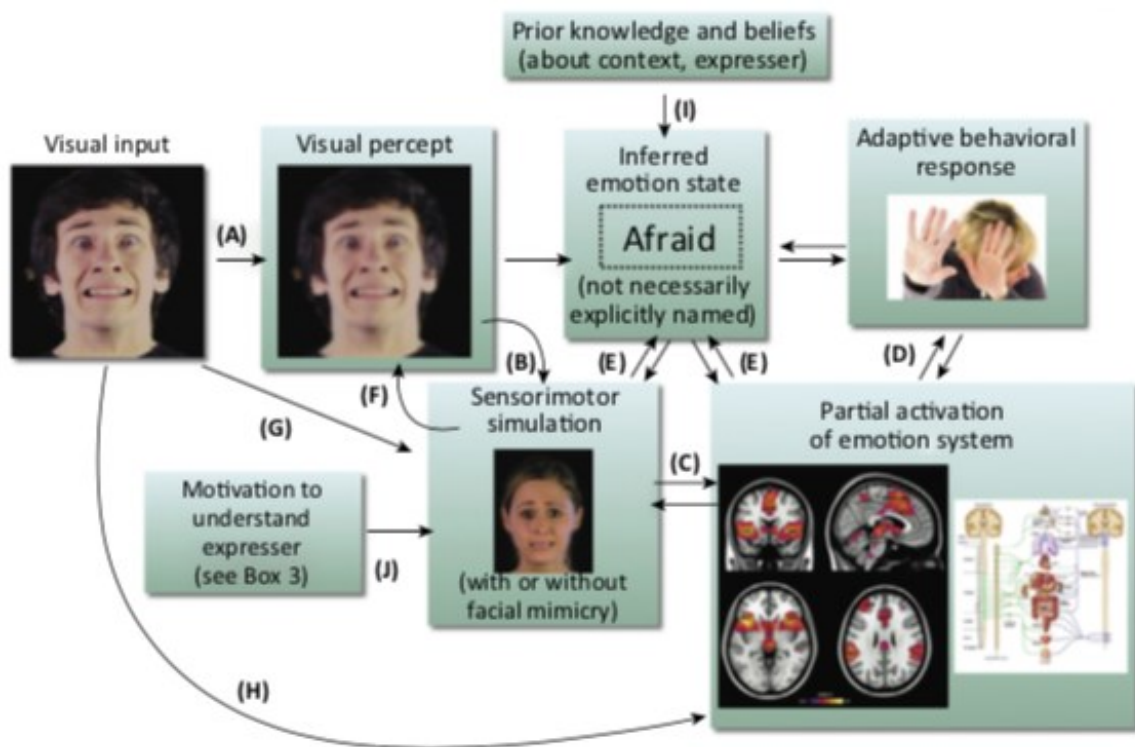 Prior knowledge and beliefs
(about context, expresser)
(I)
Visual input
Visual percept
Inferred
emotion state
Afraid
(not necessarily
explicitly named)
Adaptive behavioral
response
(A)
(B)
(E)
(E)
(D)
(F)
(G)
Sensorimotor
simulation
(with or without
facial mimicry)
(C)
Partial activation
of emotion system
Motivation to
understand
expresser
(see Box 3)
(J)
(H)